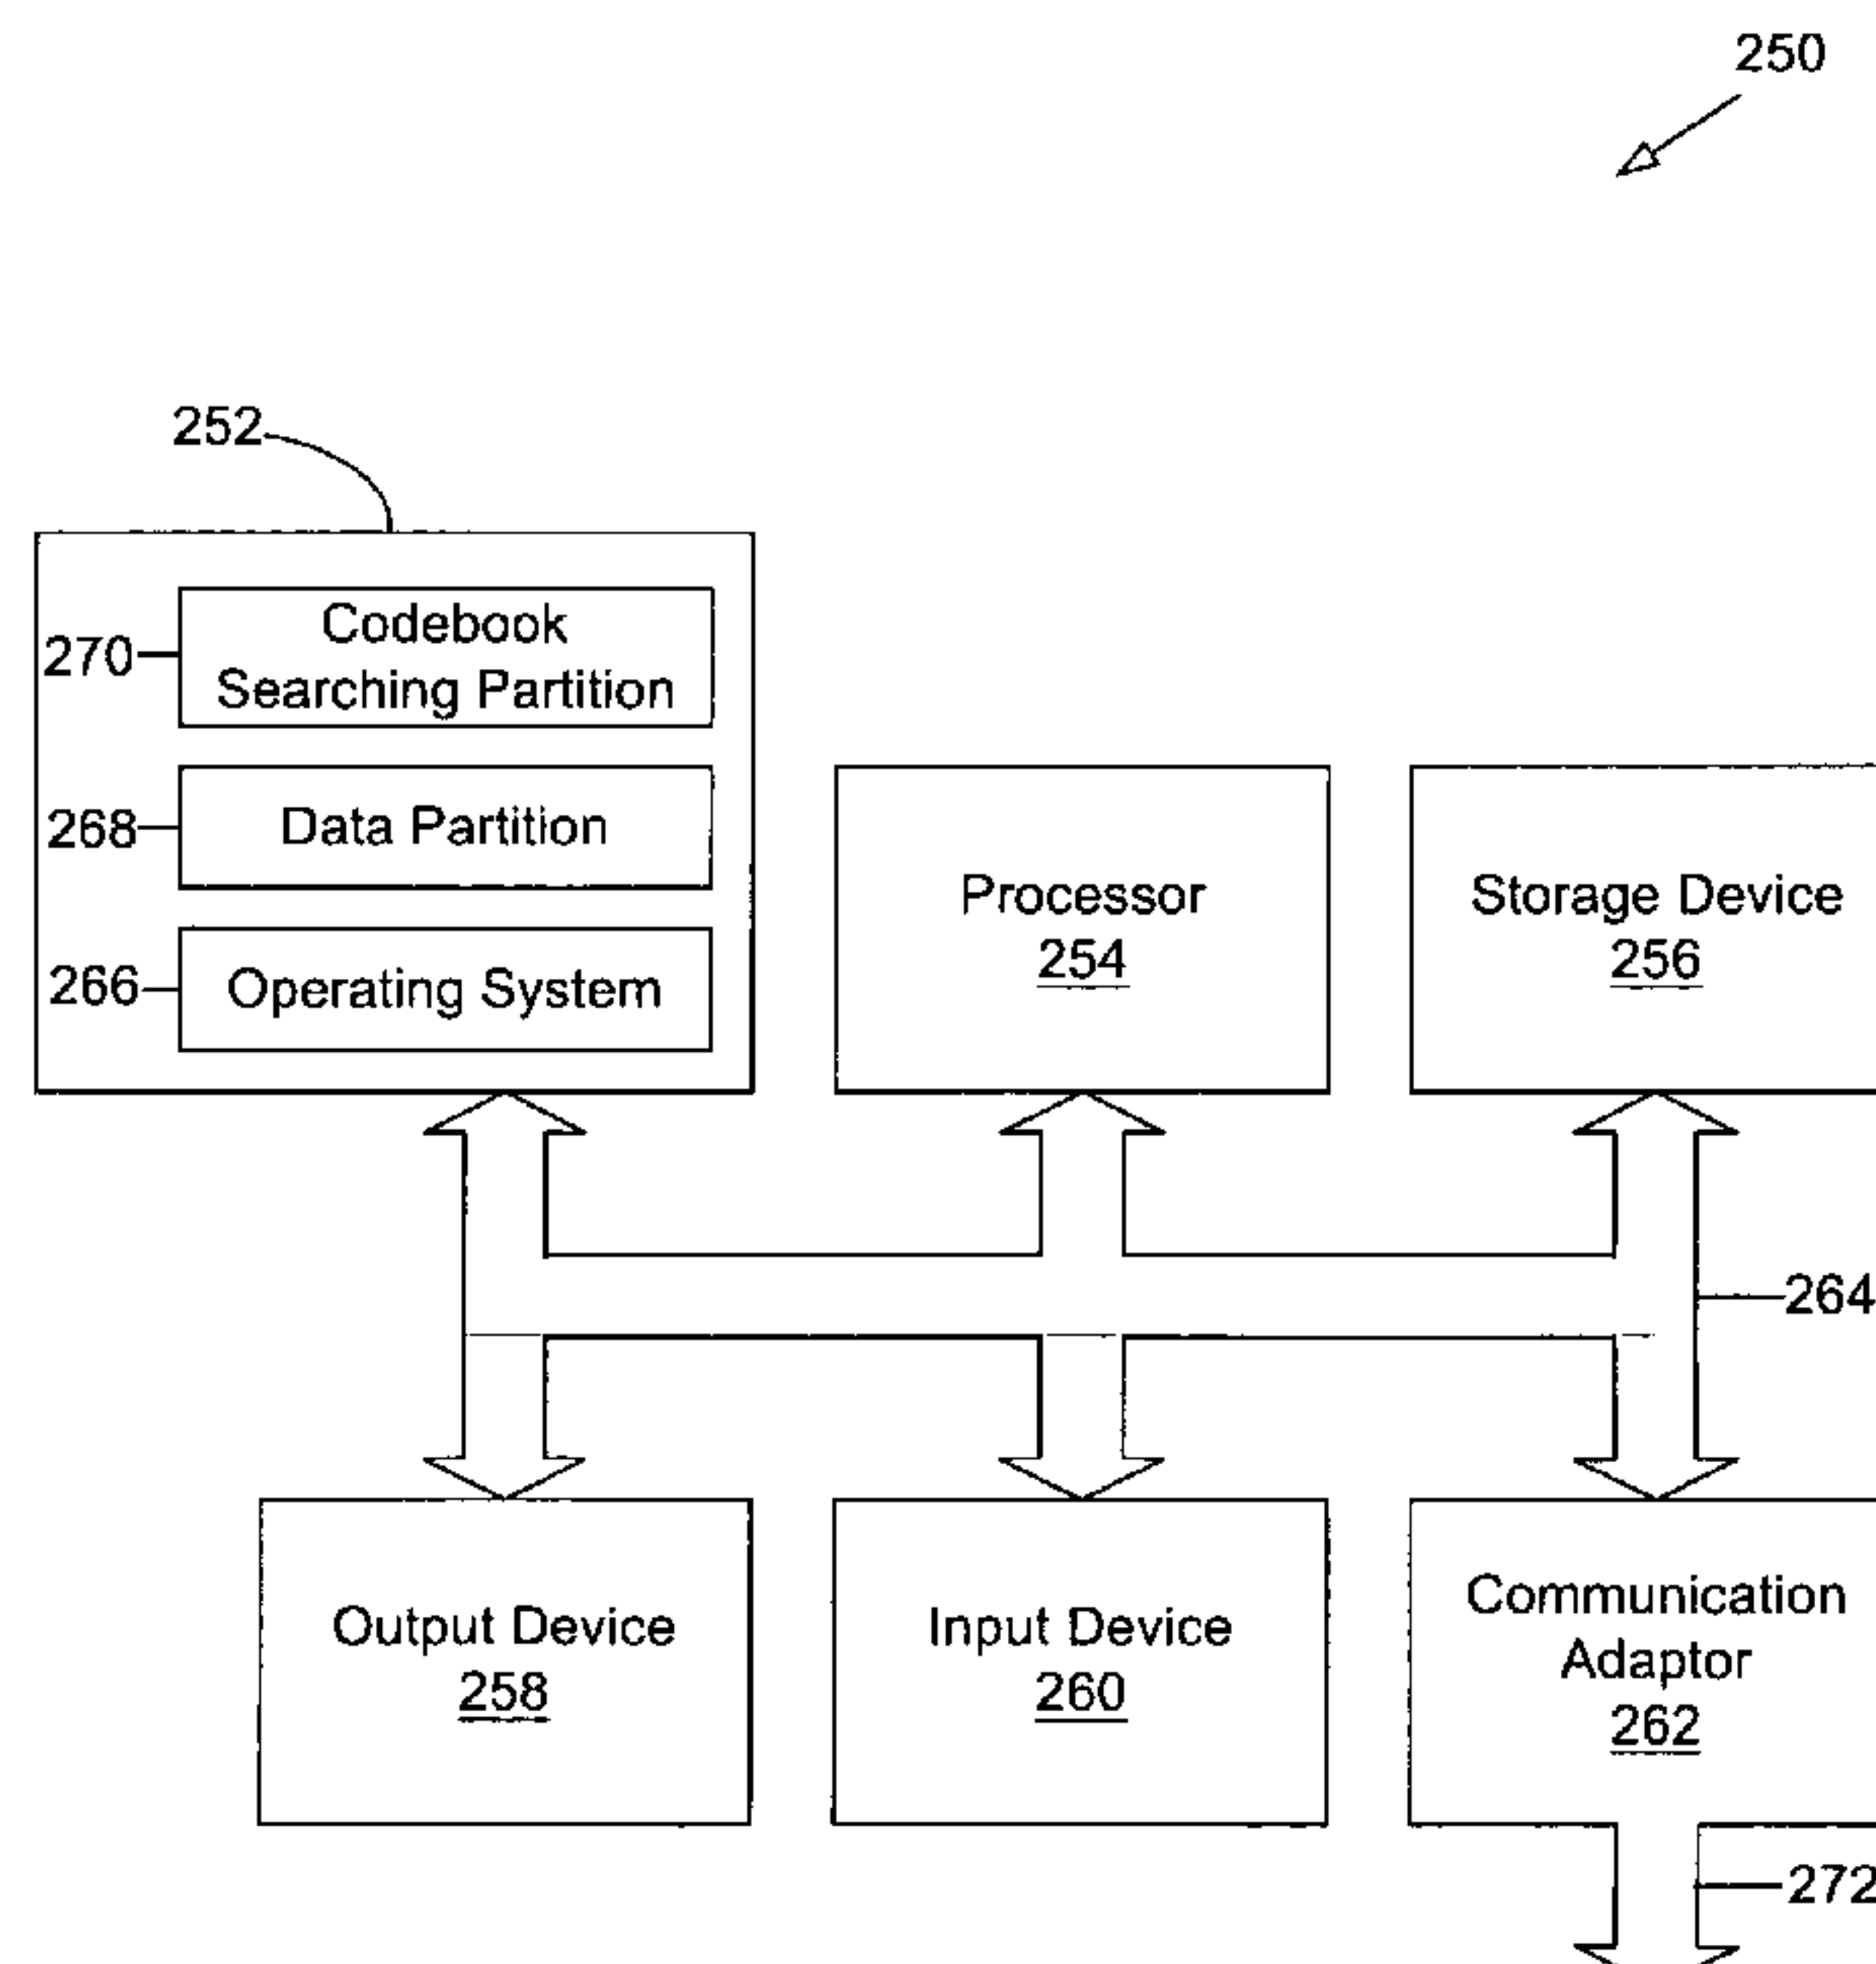 250
252
270
Codebook
Searching Partition
268
Data Partition
266
Operating System
Processor
254
Storage Device
256
264
Output Device
258
Input Device
260
Communication
Adaptor
262
272